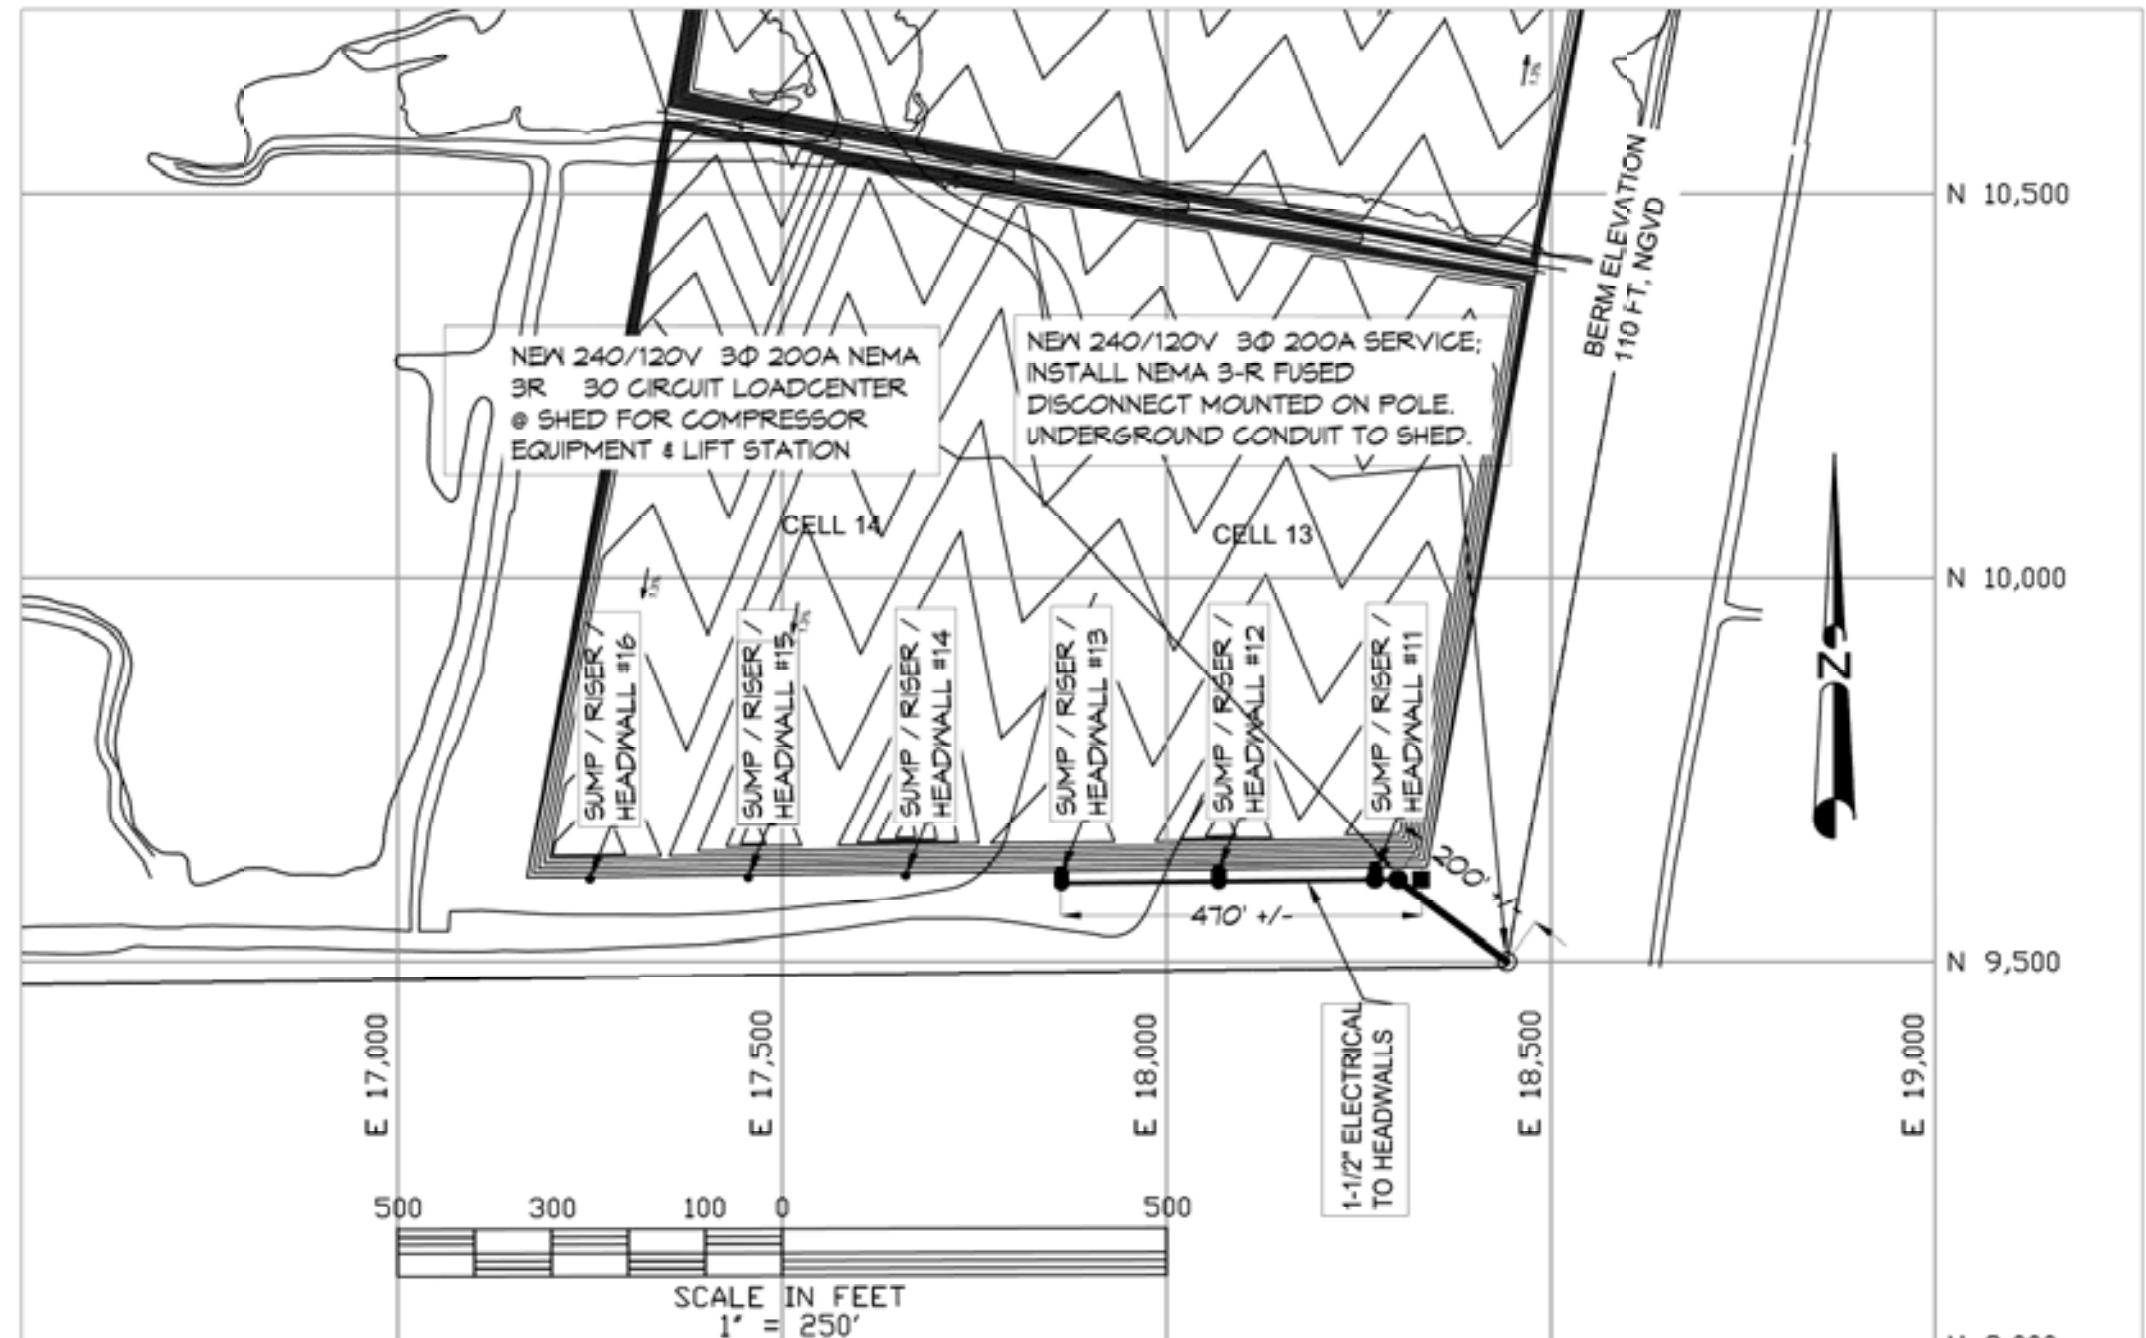 N 10,500
BERM ELEVATION
110 FT, NGVD
NEW 240/120V 3Φ 200A NEMA
3R 30 CIRCUIT LOADCENTER
@ SHED FOR COMPRESSOR
EQUIPMENT & LIFT STATION
NEW 240/120V 3Φ 200A SERVICE;
INSTALL NEMA 3-R FUSED
DISCONNECT MOUNTED ON POLE.
UNDERGROUND CONDUIT TO SHED.
CELL 14
CELL 13
N 10,000
SUMP / RISER /
HEADWALL #16
SUMP / RISER /
HEADWALL #15
SUMP / RISER /
HEADWALL #14
SUMP / RISER /
HEADWALL #13
SUMP / RISER /
HEADWALL #12
SUMP / RISER /
HEADWALL #11
N
200'
470' +/-
N 9,500
E 17,000
E 17,500
E 18,000
E 18,500
E 19,000
1-1/2" ELECTRICAL
TO HEADWALLS
500 300 100 0 500
SCALE IN FEET
1" = 250'